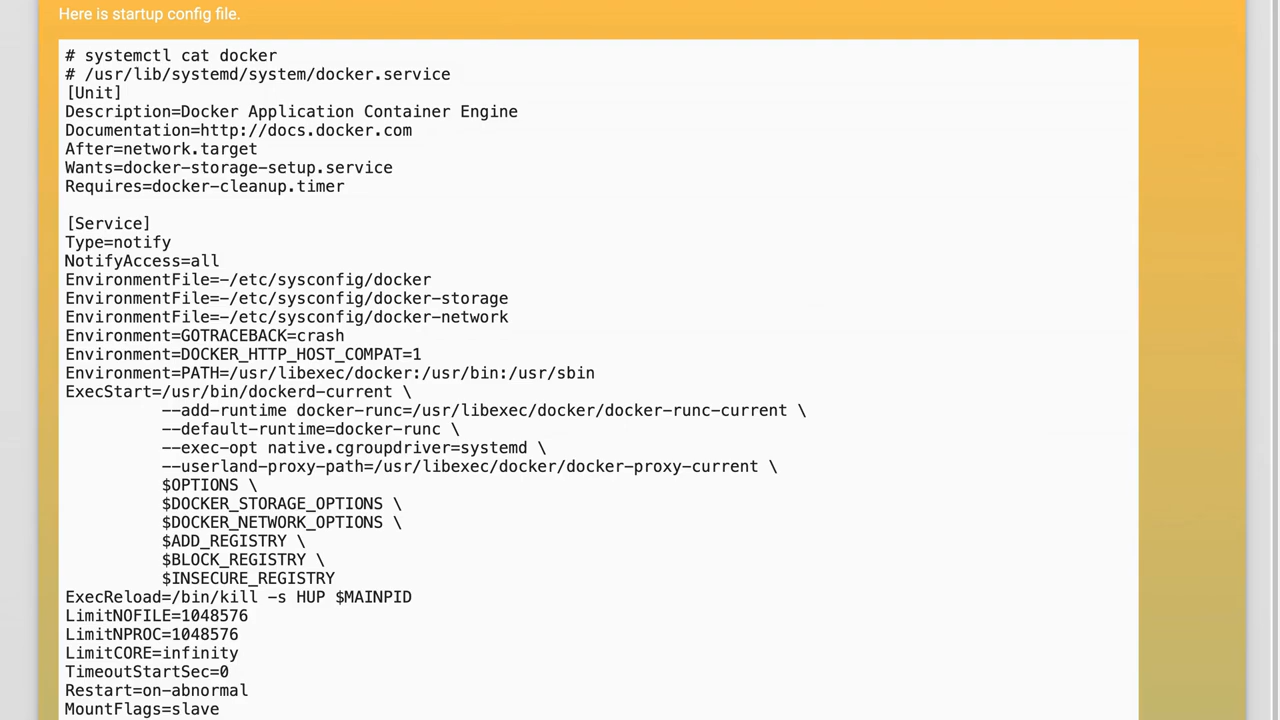 Here is startup config file.
# systemctl cat docker
# /usr/lib/systemd/system/docker.service
[Unit]
Description=Docker Application Container Engine
Documentation=http://docs.docker.com
After=network.target
Wants=docker-storage-setup.service
Requires=docker-cleanup.timer

[Service]
Type=notify
NotifyAccess=all
EnvironmentFile=-/etc/sysconfig/docker
EnvironmentFile=-/etc/sysconfig/docker-storage
EnvironmentFile=-/etc/sysconfig/docker-network
Environment=GOTRACEBACK=crash
Environment=DOCKER_HTTP_HOST_COMPAT=1
Environment=PATH=/usr/libexec/docker:/usr/bin:/usr/sbin
ExecStart=/usr/bin/dockerd-current \
          --add-runtime docker-runc=/usr/libexec/docker/docker-runc-current \
          --default-runtime=docker-runc \
          --exec-opt native.cgroupdriver=systemd \
          --userland-proxy-path=/usr/libexec/docker/docker-proxy-current \
          $OPTIONS \
          $DOCKER_STORAGE_OPTIONS \
          $DOCKER_NETWORK_OPTIONS \
          $ADD_REGISTRY \
          $BLOCK_REGISTRY \
          $INSECURE_REGISTRY
ExecReload=/bin/kill -s HUP $MAINPID
LimitNOFILE=1048576
LimitNPROC=1048576
LimitCORE=infinity
TimeoutStartSec=0
Restart=on-abnormal
MountFlags=slave